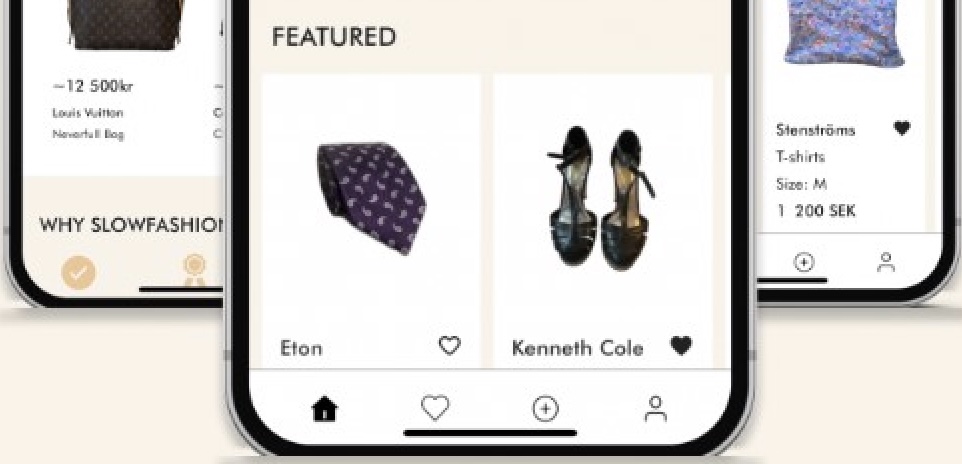 FEATURED
Eton
Kenneth Cole
~12 500kr
Louis Vuitton
Neverfull Bag
WHY SLOWFASHION
Stenströms
T-shirts
Size: M
1 200 SEK